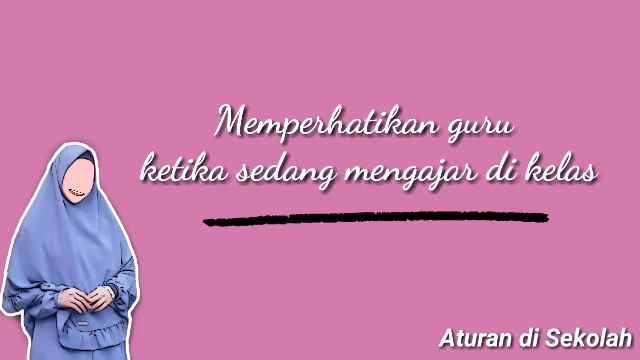 Memperhatikan guru
ketika sedang mengajar di kelas
Aturan di Sekolah